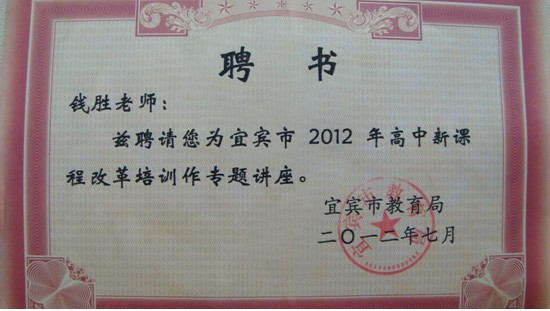 聘 书
钱胜老师：
兹聘请您为宜宾市 2012 年高中新课
程改革培训作专题讲座。
宜宾市教育局
二〇一二年七月